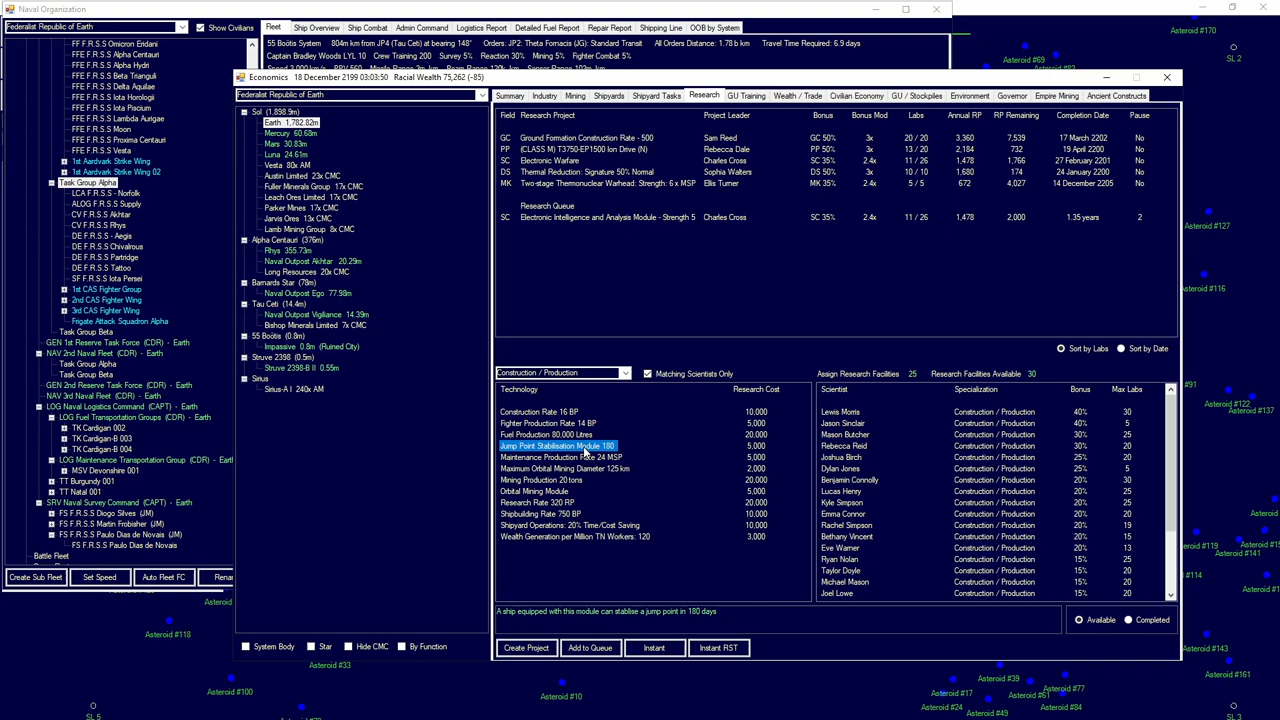 Naval Organization
Federalist Republic of Earth
Show Civilians
FF F.R.S.S Omicron Eridani
FFE F.R.S.S Alpha Centauri
FFE F.R.S.S Alpha Hydri
FFE F.R.S.S Beta Trianguli
FFE F.R.S.S Delta Aquilae
FFE F.R.S.S Iota Horologii
FFE F.R.S.S Iota Piscium
FFE F.R.S.S Lambda Aurigae
FFE F.R.S.S Moon
FFE F.R.S.S Proxima Centauri
FFE F.R.S.S Vesta
1st Aardvark Strike Wing
1st Aardvark Strike Wing 02
Task Group Alpha
LCA F.R.S.S - Norfolk
ALOG F.R.S.S Supply
CV F.R.S.S Akhtar
CV F.R.S.S Rhys
DE F.R.S.S - Aegis
DE F.R.S.S Chivalrous
DE F.R.S.S Partridge
DE F.R.S.S Tattoo
SF F.R.S.S Iota Persei
1st CAS Fighter Group
2nd CAS Fighter Wing
3rd CAS Fighter Wing
Frigate Attack Squadron Alpha
Task Group Beta
GEN 1st Reserve Task Force (CDR) - Earth
NAV 2nd Naval Fleet (CDR) - Earth
Task Group Alpha
Task Group Beta
GEN 2nd Reserve Task Force (CDR) - Earth
NAV 3rd Naval Fleet (CDR) - Earth
LOG Naval Logistics Command (CAPT) - Earth
LOG Fuel Transportation Groups (CDR) - Earth
TK Cardigan 002
TK Cardigan-B 003
TK Cardigan-B 004
LOG Maintenance Transportation Group (CDR) - Earth
MSV Devonshire 001
TT Burgundy 001
TT Natal 001
SRV Naval Survey Command (CAPT) - Earth
FS F.R.S.S Diogo Silves (JM)
FS F.R.S.S Martin Frobisher (JM)
FS F.R.S.S Paulo Dias de Novais (JM)
FS F.R.S.S Paulo Dias de Novais
Battle Fleet
Create Sub Fleet Set Speed Auto Fleet FC Renar
Fleet Ship Overview Ship Combat Admin Command Logistics Report Detailed Fuel Report Repair Report Shipping Line OOB by System
55 Boötis System 804m km from JP4 (Tau Ceti) at bearing 148° Orders: JP2: Theta Fornacis (JG): Standard Transit All Orders Distance: 1.78 b km Travel Time Required: 6.9 days
Captain Bradley Woods LYL 10 Crew Training 200 Survey 5% Reaction 30% Mining 5% Fighter Combat 5%
Economics 18 December 2199 03:03:50 Racial Wealth 75,262 (-85)
Federalist Republic of Earth
Sol (1,898.9m)
Earth 1,782.82m
Mercury 60.68m
Mars 30.83m
Luna 24.61m
Vesta 80x AM
Austin Limited 23x CMC
Fuller Minerals Group 17x CMC
Leach Ores Limited 17x CMC
Parker Mines 17x CMC
Jarvis Ores 13x CMC
Lamb Mining Group 8x CMC
Alpha Centauri (376m)
Rhys 355.73m
Naval Outpost Akhtar 20.29m
Long Resources 20x CMC
Barnards Star (78m)
Naval Outpost Ego 77.98m
Tau Ceti (14.4m)
Naval Outpost Vigilance 14.39m
Bishop Minerals Limited 7x CMC
55 Boötis (0.8m)
Impassive 0.8m (Ruined City)
Struve 2398 (0.5m)
Struve 2398-B II 0.55m
Sirius
Sirius-A I 240x AM
System Body Star Hide CMC By Function
Summary Industry Mining Shipyards Shipyard Tasks Research GU Training Wealth / Trade Civilian Economy GU / Stockpiles Environment Governor Empire Mining Ancient Constructs
Field Research Project Project Leader Bonus Bonus Mod Labs Annual RP RP Remaining Completion Date Pause
GC Ground Formation Construction Rate - 500 Sam Reed GC 50% 3x 20 / 20 3,360 7,539 17 March 2202 No
PP (CLASS M) T3750-EP1500 Ion Drive (N) Rebecca Dale PP 50% 3x 13 / 20 2,184 732 19 April 2200 No
SC Electronic Warfare Charles Cross SC 35% 2.4x 11 / 26 1,478 1,766 27 February 2201 No
DS Thermal Reduction: Signature 50% Normal Sophia Walters DS 50% 3x 10 / 10 1,680 174 24 January 2200 No
MK Two-stage Thermonuclear Warhead: Strength: 6 x MSP Ellis Turner MK 35% 2.4x 5 / 5 672 4,027 14 December 2205 No
Research Queue
SC Electronic Intelligence and Analysis Module - Strength 5 Charles Cross SC 35% 2.4x 11 / 26 1,478 2,000 1.35 years 2
Sort by Labs Sort by Date
Construction / Production Matching Scientists Only Assign Research Facilities 25 Research Facilities Available 30
Technology Research Cost
Construction Rate 16 BP 10,000
Fighter Production Rate 14 BP 5,000
Fuel Production 80,000 Litres 20,000
Jump Point Stabilisation Module 180 5,000
Maintenance Production Rate 24 MSP 5,000
Maximum Orbital Mining Diameter 125 km 2,000
Mining Production 20 tons 20,000
Orbital Mining Module 5,000
Research Rate 320 RP 20,000
Shipbuilding Rate 750 BP 10,000
Shipyard Operations: 20% Time/Cost Saving 10,000
Wealth Generation per Million TN Workers: 120 3,000
Scientist Specialization Bonus Max Labs
Lewis Morris Construction / Production 40% 30
Jason Sinclair Construction / Production 40% 5
Mason Butcher Construction / Production 30% 25
Rebecca Reid Construction / Production 30% 20
Joshua Birch Construction / Production 25% 20
Dylan Jones Construction / Production 25% 5
Benjamin Connolly Construction / Production 20% 30
Lucas Henry Construction / Production 20% 25
Kyle Simpson Construction / Production 20% 25
Emma Connor Construction / Production 20% 20
Rachel Simpson Construction / Production 20% 19
Bethany Vincent Construction / Production 20% 15
Eve Warner Construction / Production 20% 13
Ryan Nolan Construction / Production 15% 25
Taylor Doyle Construction / Production 15% 20
Michael Mason Construction / Production 15% 20
Joel Lowe Construction / Production 15% 20
A ship equipped with this module can stablise a jump point in 180 days
Available Completed
Create Project Add to Queue Instant Instant RST
Asteroid #170
SL 2
Asteroid #69
Asteroid #127
Asteroid #116
#91
Asteroid #122
Asteroid #137
Asteroid
Asteroid #119
Asteroid #141
#114
Asteroid #143
Asteroid #161
Asteroid #118
Asteroid #33
Asteroid #100
Asteroid #10
Asteroid #39
Asteroid #17
Asteroid #61
Asteroid #77
Asteroid #24
Asteroid #49
Asteroid #84
SL 5
SL 3